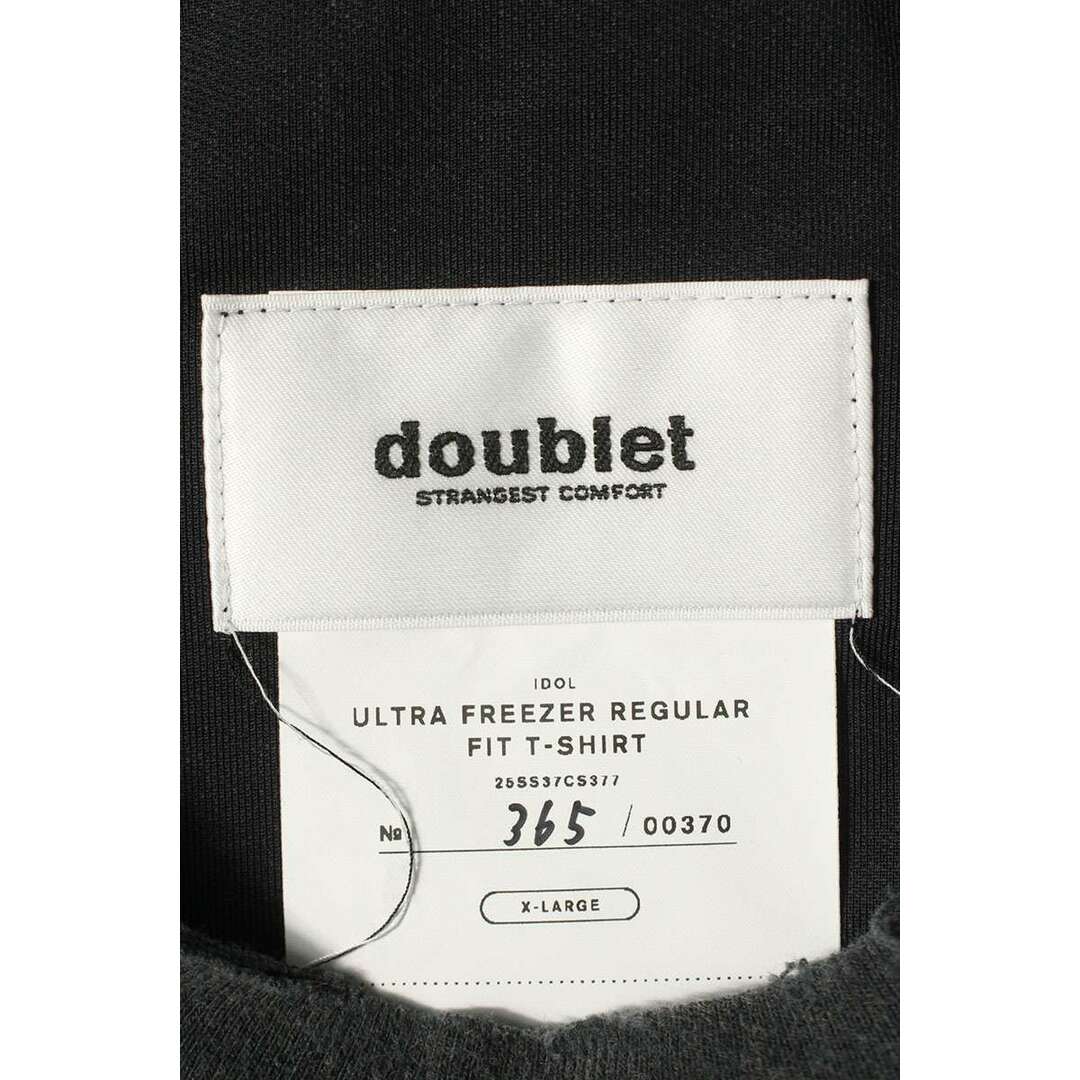 doublet
STRANGEST COMFORT
IDOL
ULTRA FREEZER REGULAR
FIT T-SHIRT
25SS37CS377
№ 365 / 00370
X-LARGE